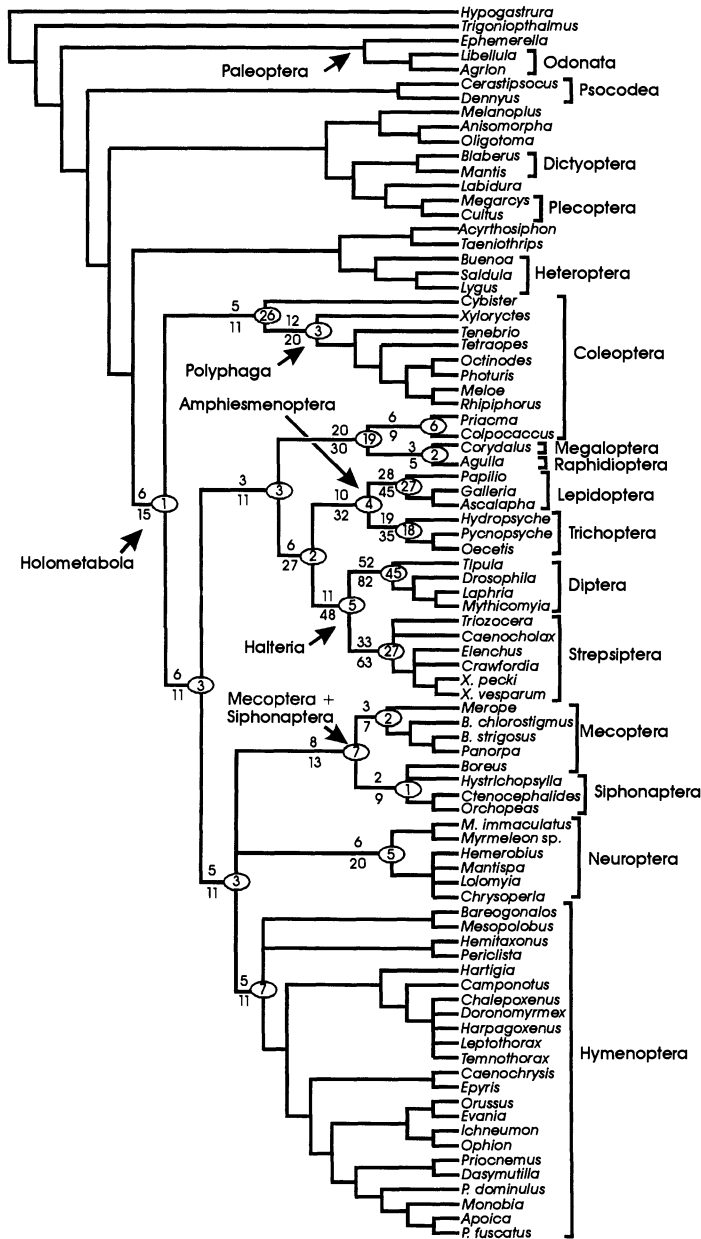 Hypogastrura
Trigoniopthalmus
Ephemerella
Libellula
Agrion
Odonata
Paleoptera
Cerastipsocus
Dennyus
Psocodea
Melanoplus
Anisomorpha
Oligotoma
Blaberus
Mantis
Dictyoptera
Labidura
Megarcys
Cultus
Plecoptera
Acyrthosiphon
Taeniothrips
Buenoa
Saldula
Lygus
Heteroptera
Cybister
5
11
26
Xyloryctes
12
20
3
Tenebrio
Tetraopes
Coleoptera
Octinodes
Polyphaga
Photuris
Meloe
Rhipiphorus
Amphiesmenoptera
Priacma
6
9
6
Colpocaccus
20
30
19
Corydalus
Megaloptera
3
5
2
Agulla
Raphidioptera
Papilio
28
45
27
Galleria
Lepidoptera
Ascalapha
3
11
3
10
32
4
6
15
1
Hydropsyche
19
35
18
Pycnopsyche
Trichoptera
Oecetis
Holometabola
6
27
2
Tipula
52
82
45
Drosophila
Diptera
Laphria
Mythicomyia
11
48
5
Triozocera
Caenocholax
Halteria
33
63
27
Elenchus
Strepsiptera
Crawfordia
X. pecki
X. vesparum
6
11
3
Mecoptera +
Siphonaptera
Merope
3
7
2
B. chlorostigmus
Mecoptera
B. strigosus
Panorpa
8
13
7
Boreus
Hystrichopsylla
2
9
1
Siphonaptera
Ctenocephalides
Orchopeas
M. immaculatus
Myrmeleon sp.
6
20
5
Hemerobius
Neuroptera
Mantispa
Lolomyia
Chrysoperla
5
11
3
Bareogonalos
Mesopolobus
Hemitaxonus
Periclista
Hartigia
5
11
7
Camponotus
Chalepoxenus
Doronomyrmex
Harpagoxenus
Leptothorax
Hymenoptera
Temnothorax
Caenochrysis
Epyris
Orussus
Evania
Ichneumon
Ophion
Priocnemus
Dasymutilla
P. dominulus
Monobia
Apoica
P. fuscatus